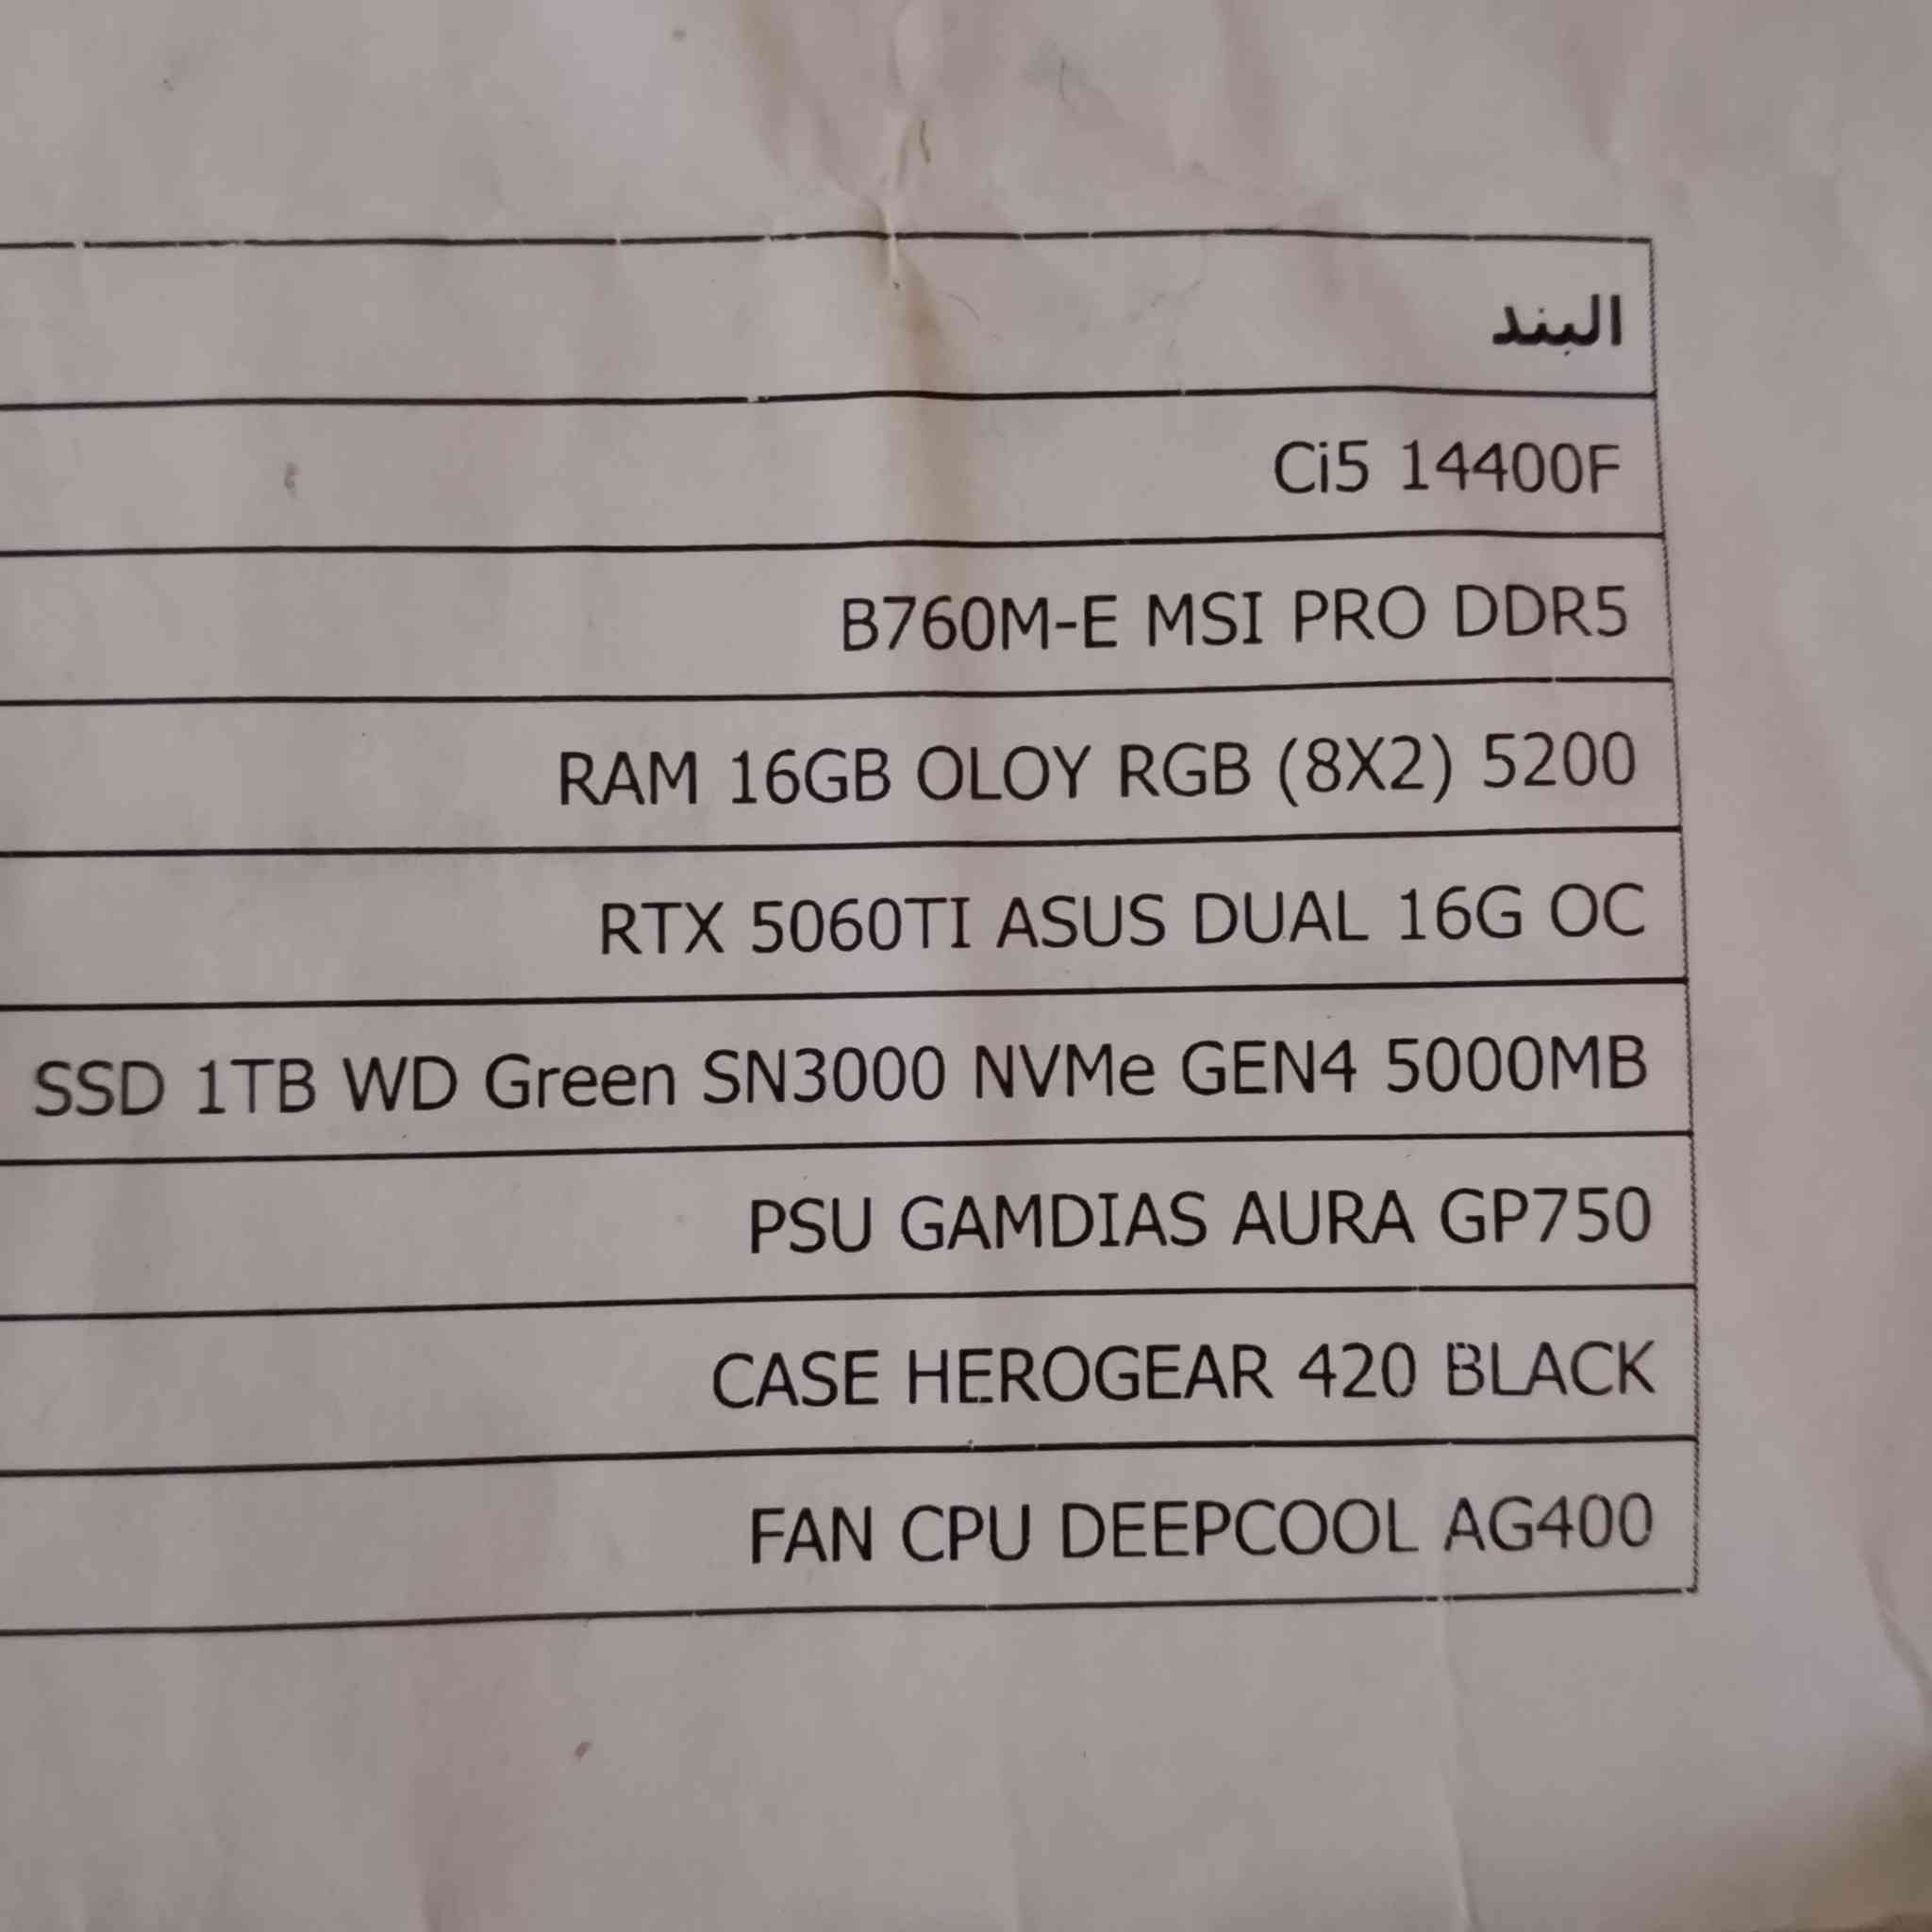 البند
Ci5 14400F
B760M-E MSI PRO DDR5
RAM 16GB OLOY RGB (8X2) 5200
RTX 5060TI ASUS DUAL 16G OC
SSD 1TB WD Green SN3000 NVMe GEN4 5000MB
PSU GAMDIAS AURA GP750
CASE HEROGEAR 420 BLACK
FAN CPU DEEPCOOL AG400